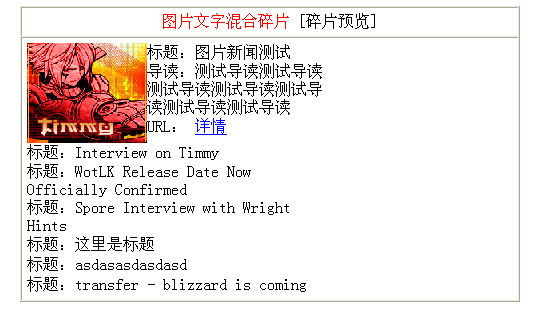 图片文字混合碎片 [碎片预览]
标题：图片新闻测试
导读：测试导读测试导读
测试导读测试导读测试导
读测试导读测试导读
URL： 详情
timmy
标题：Interview on Timmy
标题：WotLK Release Date Now
Officially Confirmed
标题：Spore Interview with Wright
Hints
标题：这里是标题
标题：asdasasdasdasd
标题：transfer - blizzard is coming